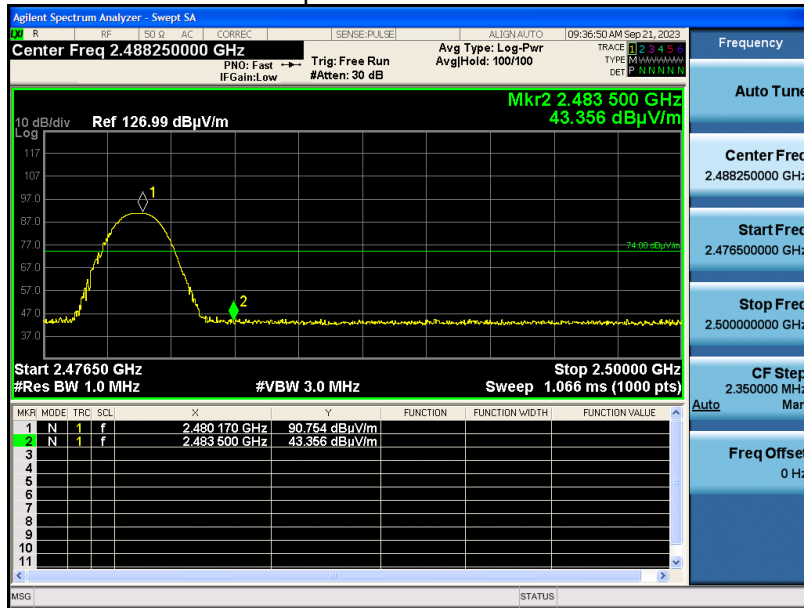 Agilent Spectrum Analyzer - Swept SA
LXI R RF 50 Ω AC CORREC SENSE:PULSE ALIGN AUTO 09:36:50 AM Sep 21, 2023
Center Freq 2.488250000 GHz
PNO: Fast
IFGain:Low
Trig: Free Run
#Atten: 30 dB
Avg Type: Log-Pwr
Avg|Hold: 100/100
TRACE 1 2 3 4 5 6
TYPE M WWWWW
DET P N N N N N
Mkr2 2.483 500 GHz
43.356 dBµV/m
10 dB/div Ref 126.99 dBµV/m
Log
117
107
97.0
87.0
77.0
67.0
57.0
47.0
37.0
1
74.00 dBµV/m
2
Start 2.47650 GHz Stop 2.50000 GHz
#Res BW 1.0 MHz #VBW 3.0 MHz Sweep 1.066 ms (1000 pts)
MKR MODE TRC SCL X Y FUNCTION FUNCTION WIDTH FUNCTION VALUE
1 N 1 f 2.480 170 GHz 90.754 dBµV/m
2 N 1 f 2.483 500 GHz 43.356 dBµV/m
3
4
5
6
7
8
9
10
11
MSG STATUS
Frequency
Auto Tune
Center Freq
2.488250000 GHz
Start Freq
2.476500000 GHz
Stop Freq
2.500000000 GHz
CF Step
2.350000 MHz
Auto Man
Freq Offset
0 Hz